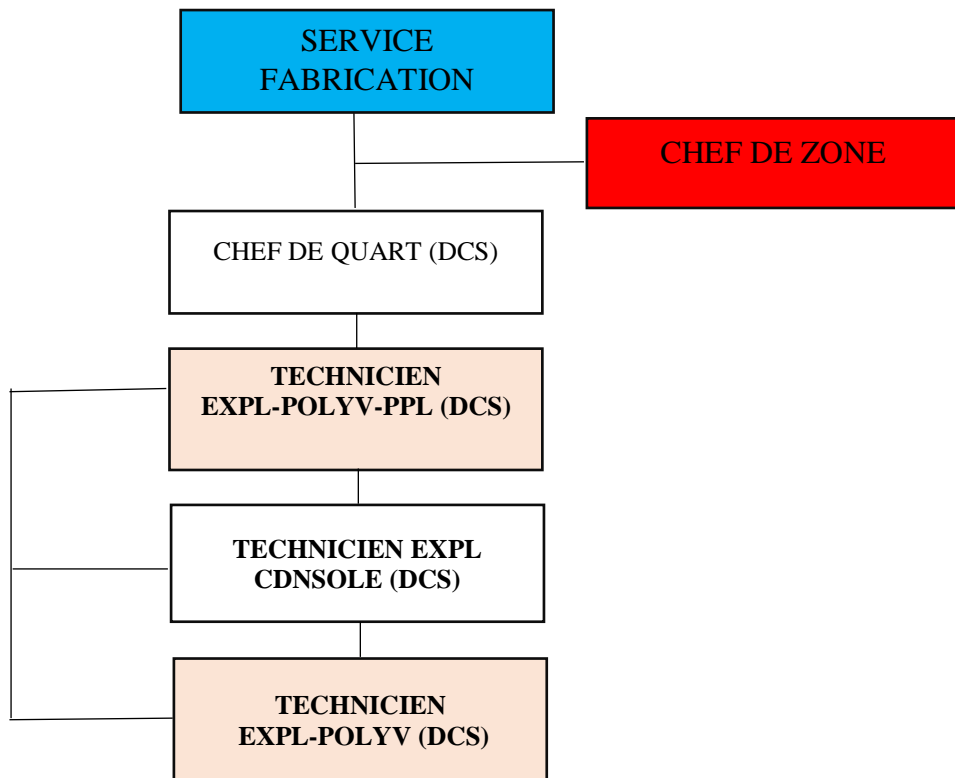 SERVICE
FABRICATION
CHEF DE ZONE
CHEF DE QUART (DCS)
TECHNICIEN
EXPL-POLYV-PPL (DCS)
TECHNICIEN EXPL
CDNSOLE (DCS)
TECHNICIEN
EXPL-POLYV (DCS)